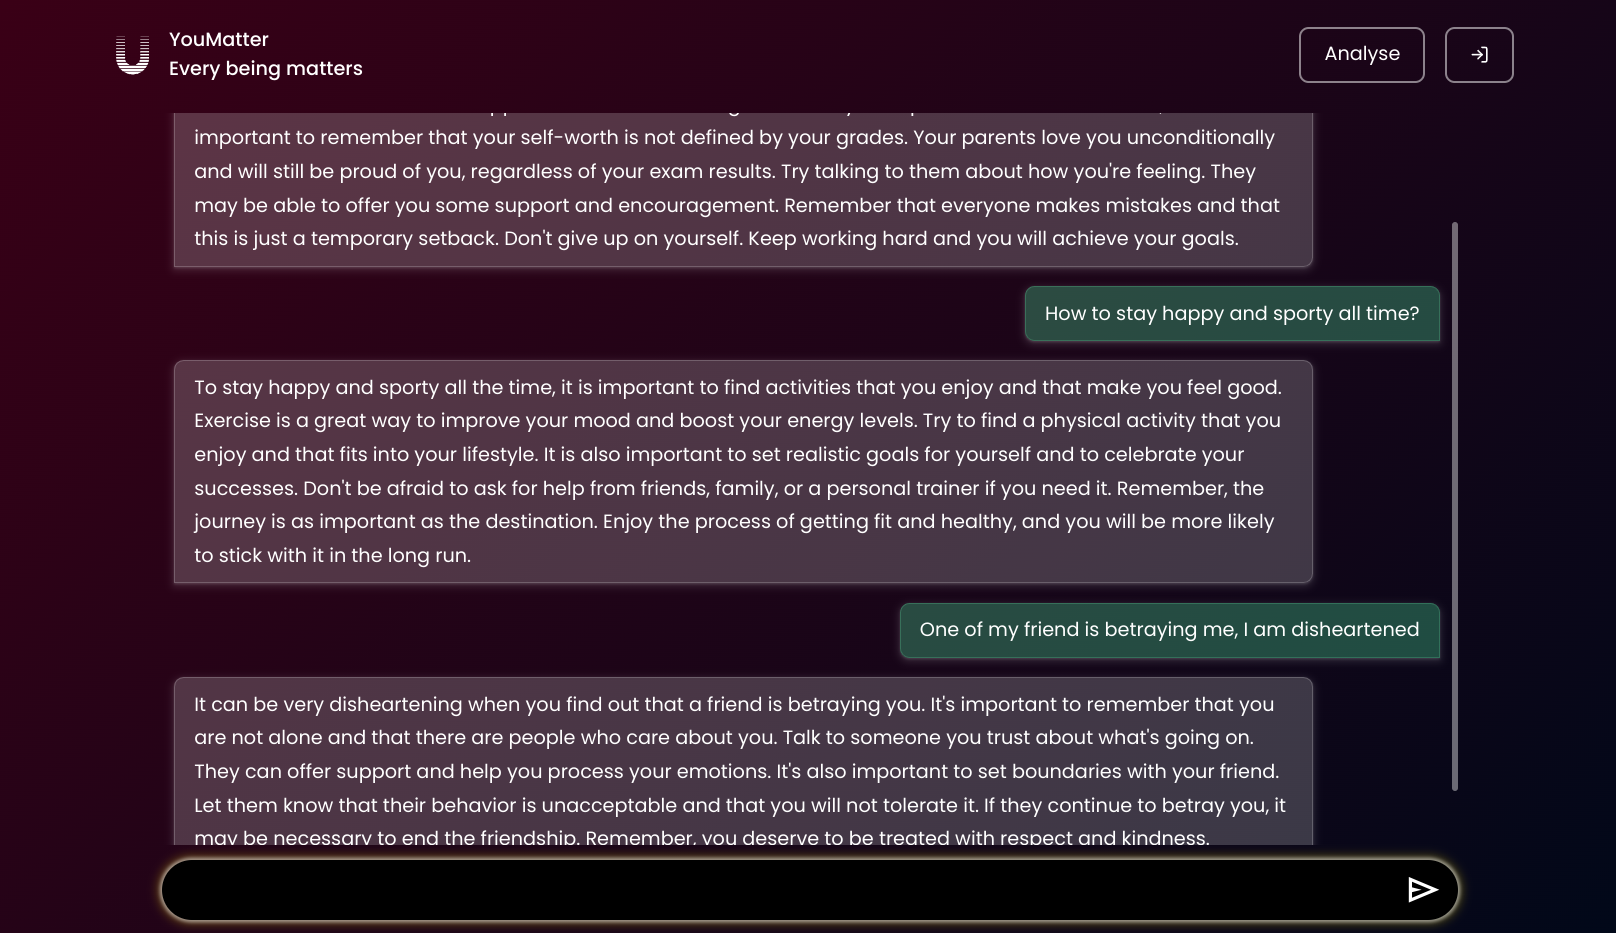 YouMatter
Every being matters
Analyse
important to remember that your self-worth is not defined by your grades. Your parents love you unconditionally
and will still be proud of you, regardless of your exam results. Try talking to them about how you're feeling. They
may be able to offer you some support and encouragement. Remember that everyone makes mistakes and that
this is just a temporary setback. Don't give up on yourself. Keep working hard and you will achieve your goals.
How to stay happy and sporty all time?
To stay happy and sporty all the time, it is important to find activities that you enjoy and that make you feel good.
Exercise is a great way to improve your mood and boost your energy levels. Try to find a physical activity that you
enjoy and that fits into your lifestyle. It is also important to set realistic goals for yourself and to celebrate your
successes. Don't be afraid to ask for help from friends, family, or a personal trainer if you need it. Remember, the
journey is as important as the destination. Enjoy the process of getting fit and healthy, and you will be more likely
to stick with it in the long run.
One of my friend is betraying me, I am disheartened
It can be very disheartening when you find out that a friend is betraying you. It's important to remember that you
are not alone and that there are people who care about you. Talk to someone you trust about what's going on.
They can offer support and help you process your emotions. It's also important to set boundaries with your friend.
Let them know that their behavior is unacceptable and that you will not tolerate it. If they continue to betray you, it
may be necessary to end the friendship. Remember, you deserve to be treated with respect and kindness.